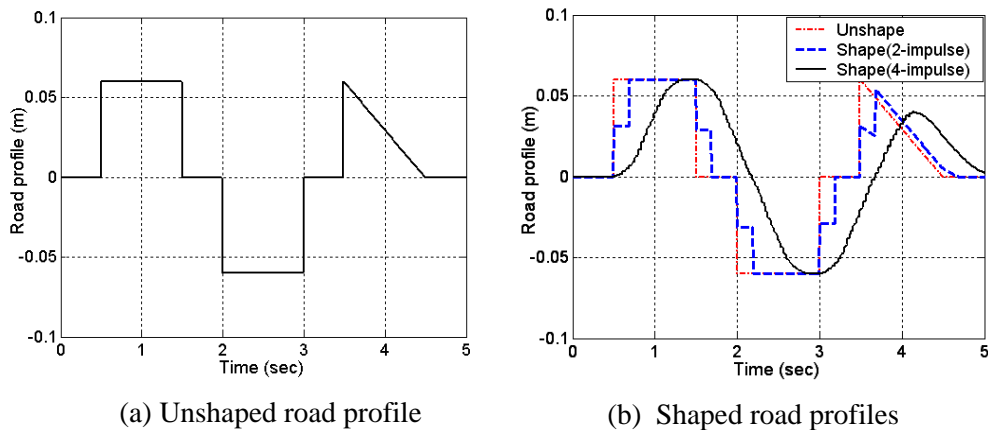 0.1
0.05
0
-0.05
-0.1
Road profile (m)
0 1 2 3 4 5
Time (sec)
(a) Unshaped road profile
0.1
0.05
0
-0.05
-0.1
Road profile (m)
0 1 2 3 4 5
Time (sec)
Unshape
Shape(2-impulse)
Shape(4-impulse)
(b) Shaped road profiles